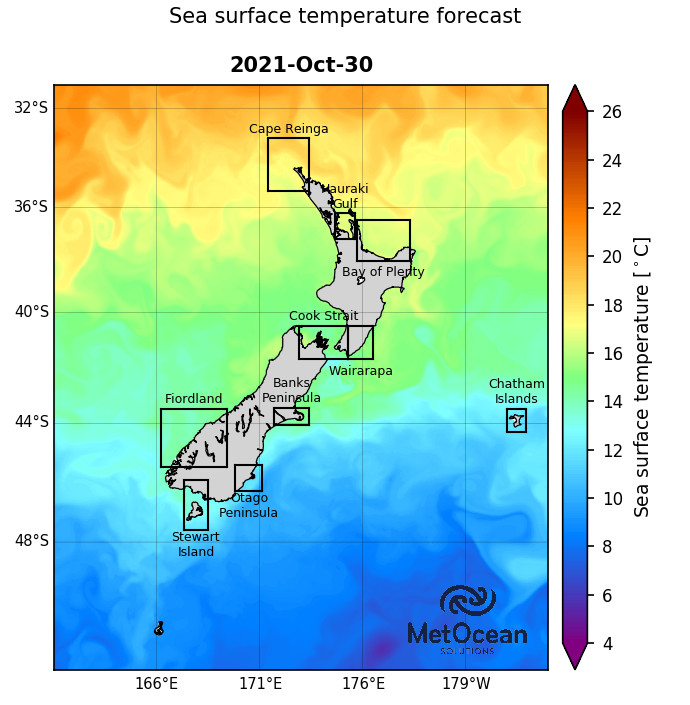 Sea surface temperature forecast
2021-Oct-30
32°S
36°S
40°S
44°S
48°S
Cape Reinga
Hauraki
Gulf
Bay of Plenty
Cook Strait
Wairarapa
Banks
Peninsula
Fiordland
Chatham
Islands
Otago
Peninsula
Stewart
Island
MetOcean
SOLUTIONS
166°E
171°E
176°E
179°W
26
24
22
20
18
16
14
12
10
8
6
4
Sea surface temperature [°C]